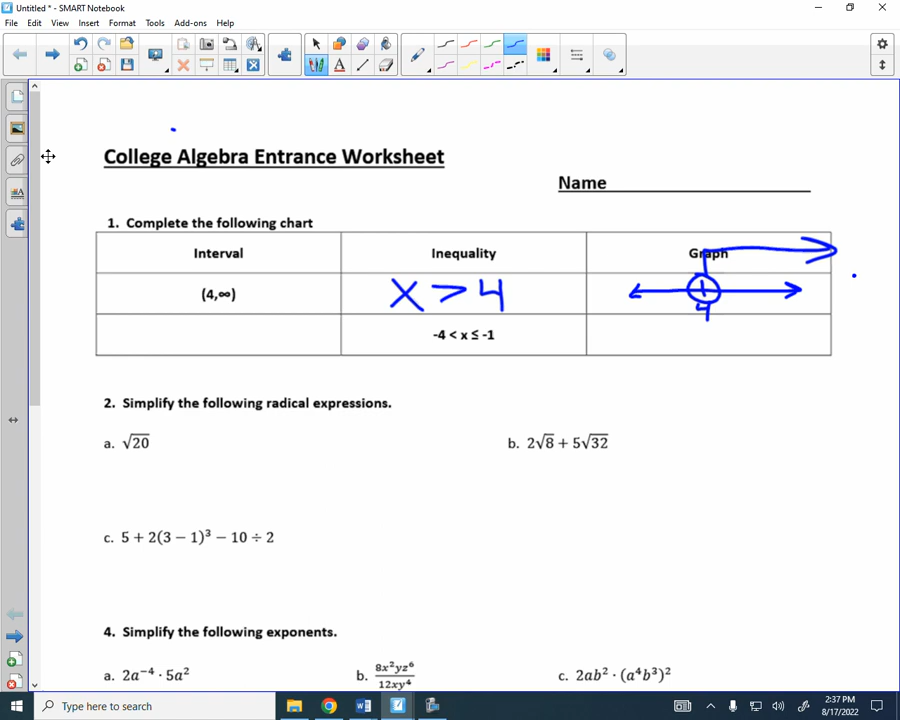 Untitled * - SMART Notebook
File Edit View Insert Format Tools Add-ons Help
College Algebra Entrance Worksheet
Name
1. Complete the following chart
Interval Inequality Graph
(4,∞) x > 4 4
-4 < x ≤ -1
2. Simplify the following radical expressions.
a. √20 b. 2√8 + 5√32
c. 5 + 2(3 − 1)³ − 10 ÷ 2
4. Simplify the following exponents.
a. 2a⁻⁴ · 5a² b. 8x²yz⁶/12xy⁴ c. 2ab² · (a⁴b³)²
Type here to search
2:37 PM
8/17/2022